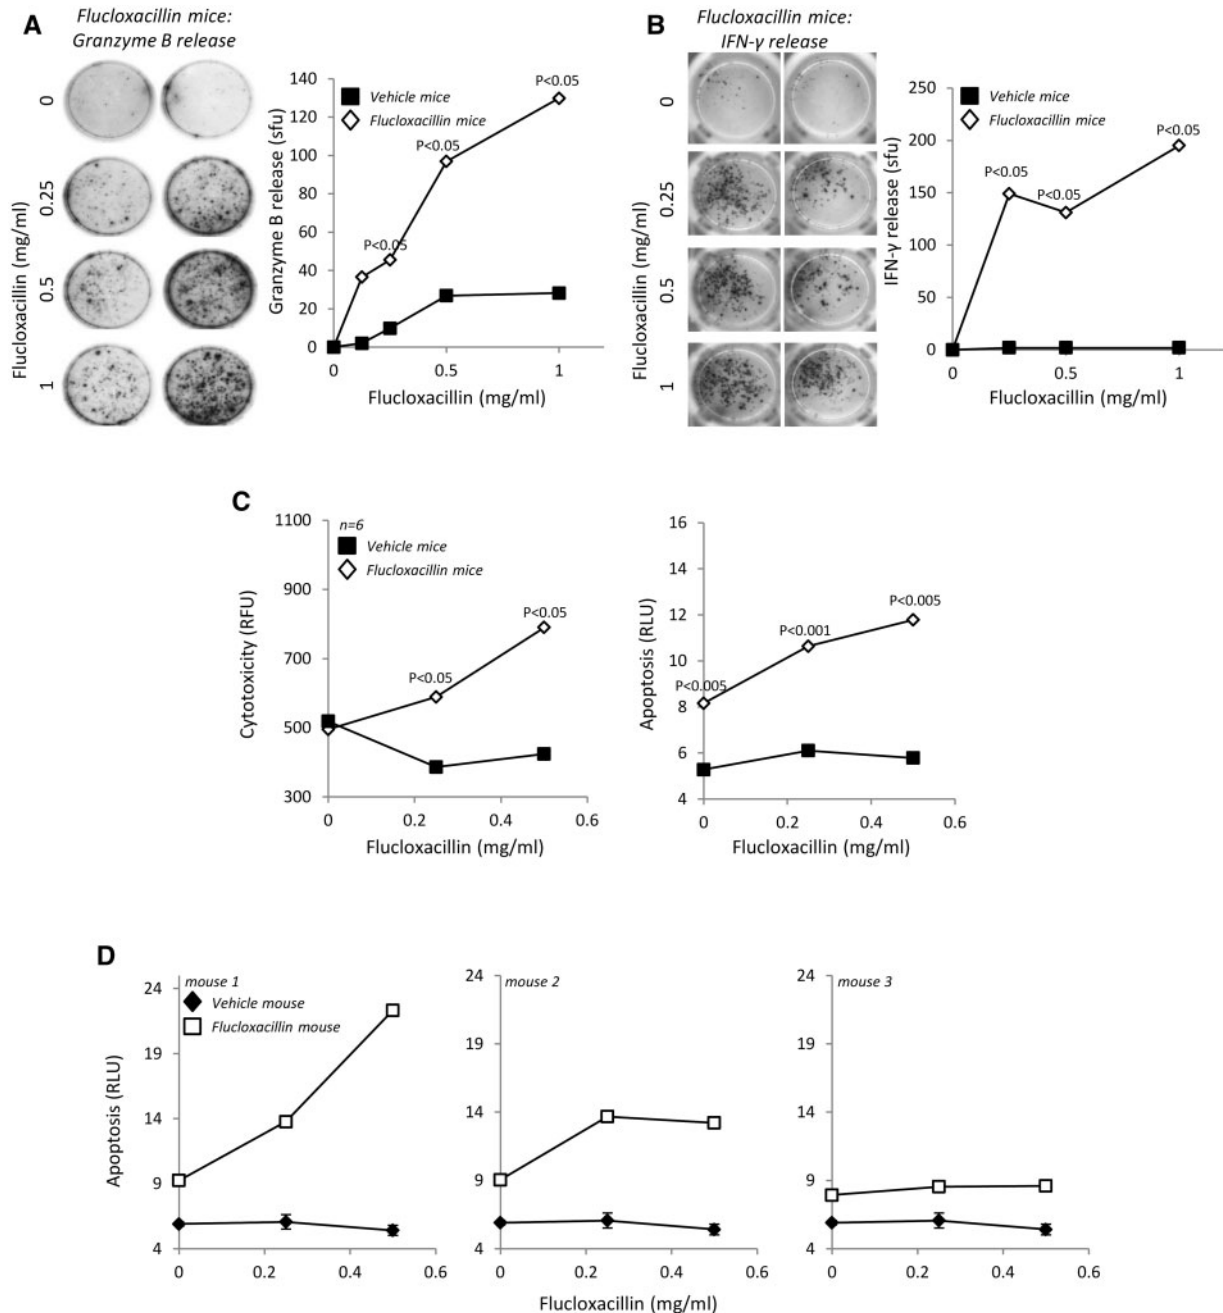 A
Flucloxacillin mice:
Granzyme B release
Flucloxacillin (mg/ml)
0
0.25
0.5
1
Granzyme B release (sfu)
140
120
100
80
60
40
20
0
Vehicle mice
Flucloxacillin mice
P<0.05
P<0.05
P<0.05
0
0.5
1
Flucloxacillin (mg/ml)
B
Flucloxacillin mice:
IFN-γ release
Flucloxacillin (mg/ml)
0
0.25
0.5
1
IFN-γ release (sfu)
250
200
150
100
50
0
Vehicle mice
Flucloxacillin mice
P<0.05
P<0.05
P<0.05
0
0.5
1
Flucloxacillin (mg/ml)
C
Cytotoxicity (RFU)
1100
900
700
500
300
n=6
Vehicle mice
Flucloxacillin mice
P<0.05
P<0.05
0
0.2
0.4
0.6
Flucloxacillin (mg/ml)
Apoptosis (RLU)
16
14
12
10
8
6
4
P<0.005
P<0.001
P<0.005
0
0.2
0.4
0.6
Flucloxacillin (mg/ml)
D
Apoptosis (RLU)
24
19
14
9
4
mouse 1
Vehicle mouse
Flucloxacillin mouse
0
0.2
0.4
0.6
24
19
14
9
4
mouse 2
0
0.2
0.4
0.6
24
19
14
9
4
mouse 3
0
0.2
0.4
0.6
Flucloxacillin (mg/ml)